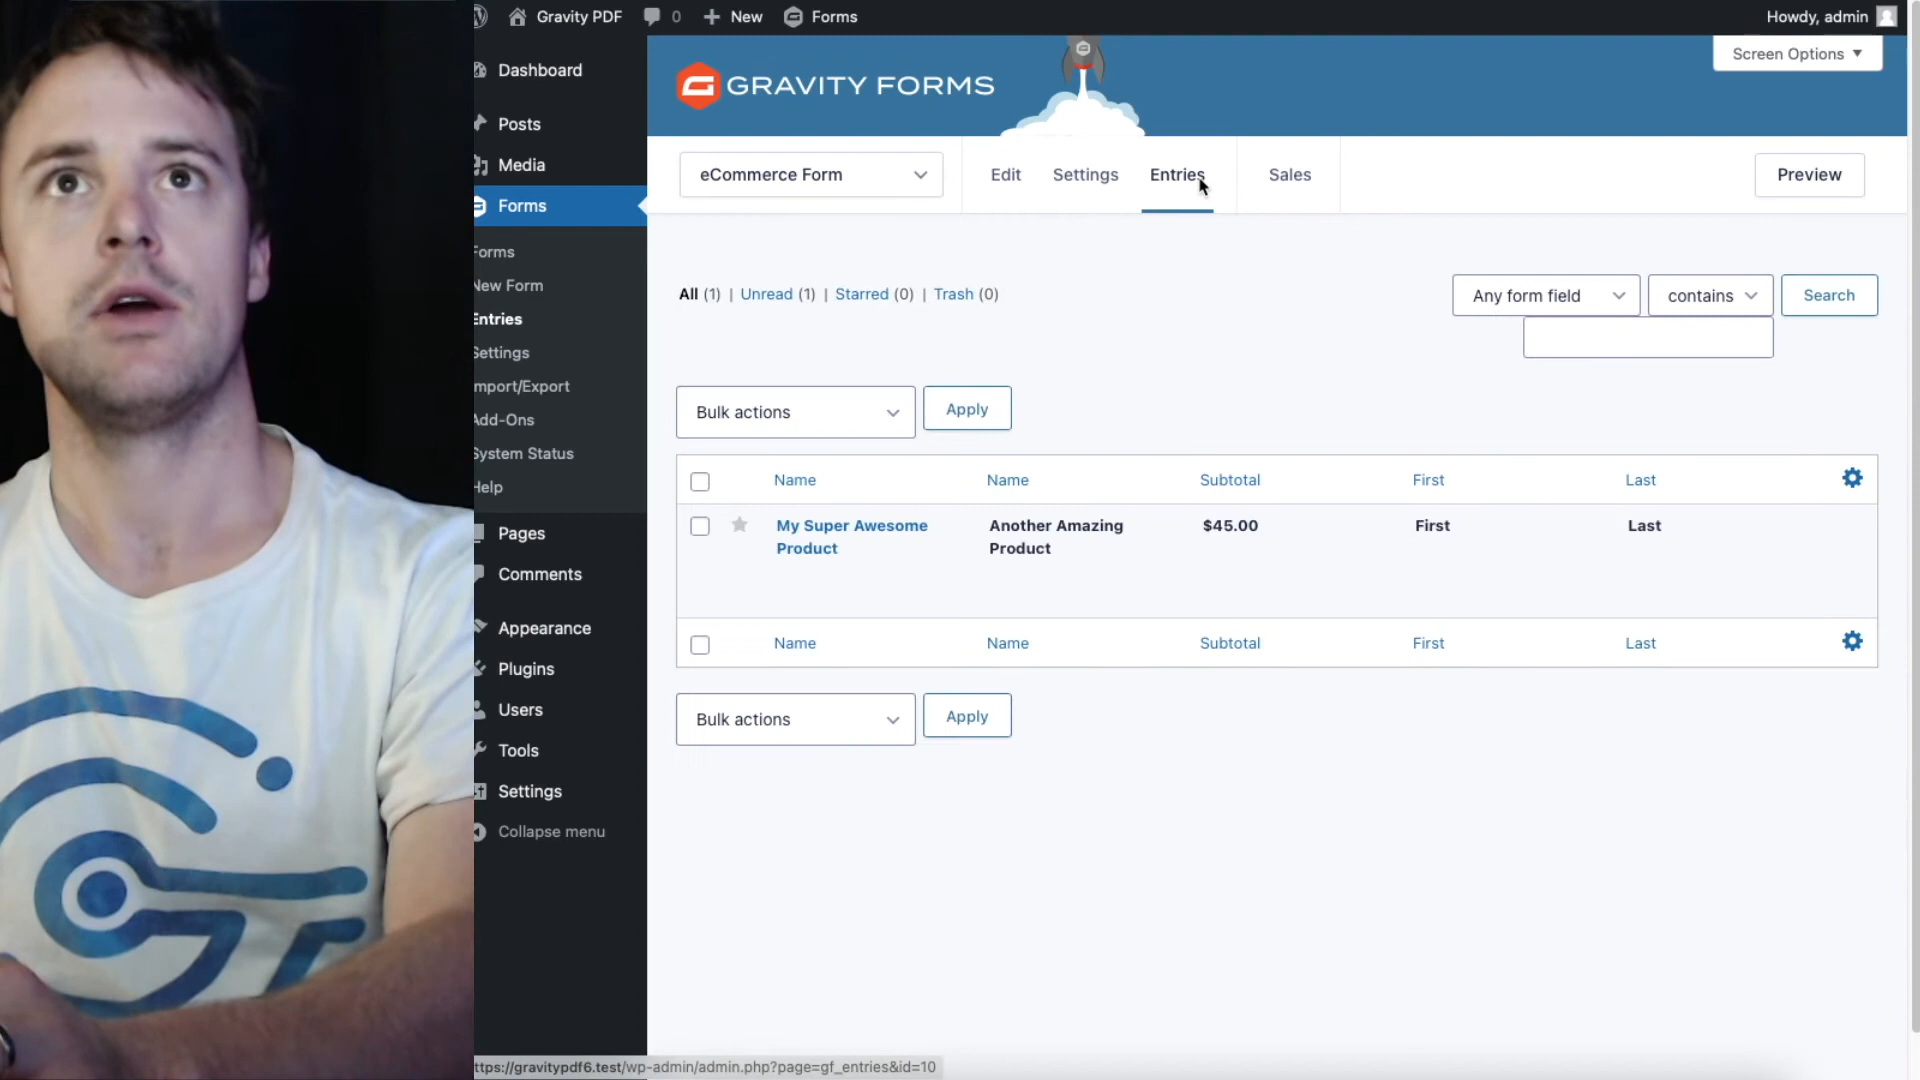 Gravity PDF
0
New
Forms
Howdy, admin
Dashboard
Posts
Media
Forms
Forms
New Form
Entries
Settings
Import/Export
Add-Ons
System Status
Help
Pages
Comments
Appearance
Plugins
Users
Tools
Settings
Collapse menu
GRAVITY FORMS
Screen Options
eCommerce Form
Edit
Settings
Entries
Sales
Preview
All (1) | Unread (1) | Starred (0) | Trash (0)
Any form field
contains
Search
Bulk actions
Apply
Name Name Subtotal First Last
My Super Awesome
Product
Another Amazing
Product
$45.00
First
Last
Name Name Subtotal First Last
Bulk actions
Apply
ttps://gravitypdf6.test/wp-admin/admin.php?page=gf_entries&id=10